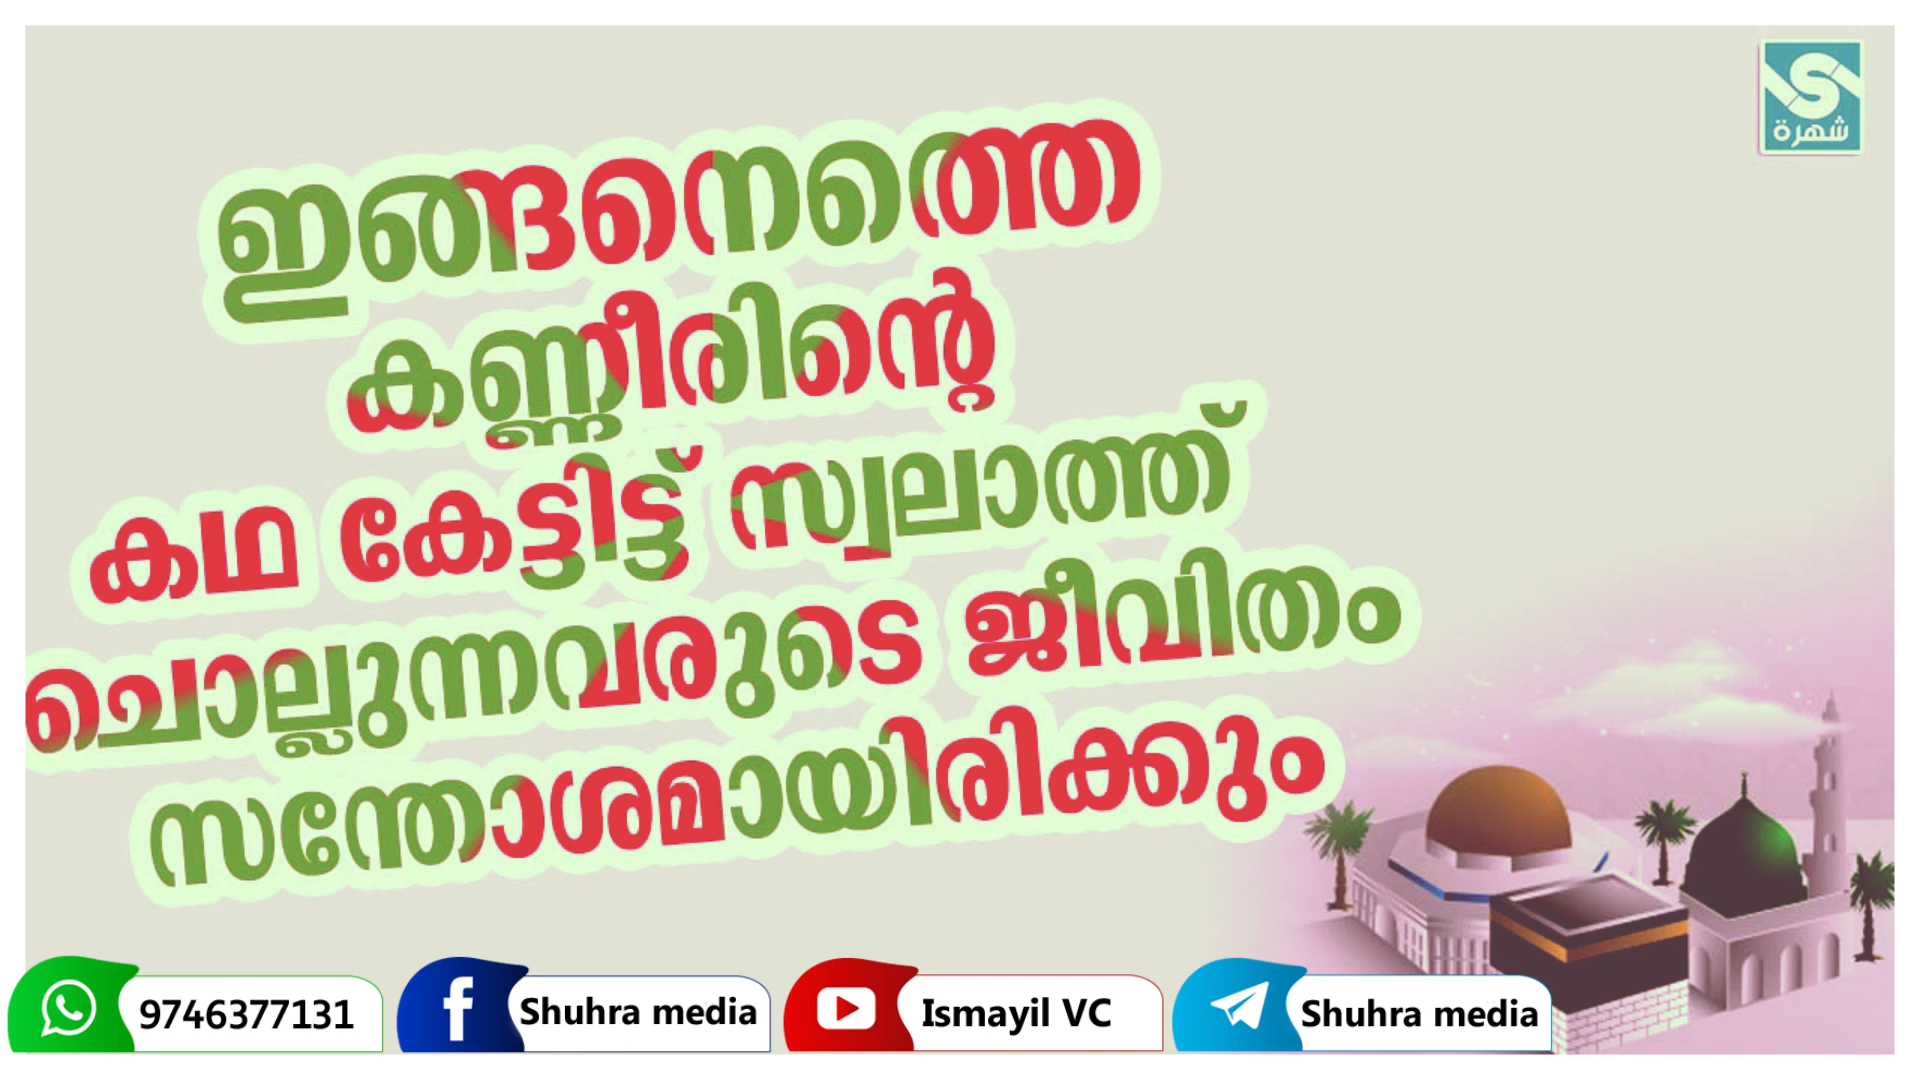 شهرة
ഇങ്ങനെത്തെ
കണ്ണീരിന്റെ
കഥ കേട്ടിട്ട് സ്വലാത്ത്
ചൊല്ലുന്നവരുടെ ജീവിതം
സന്തോശമായിരിക്കും
9746377131
Shuhra media
Ismayil VC
Shuhra media